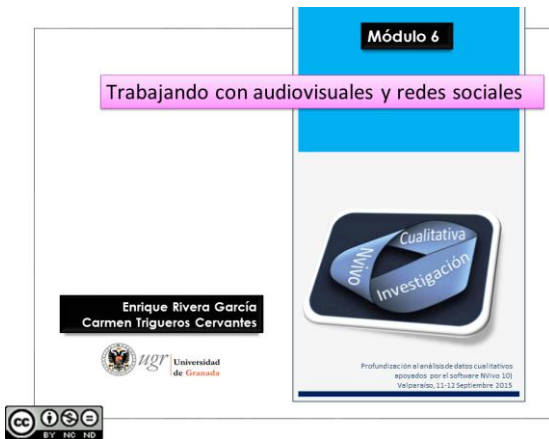 Módulo 6
Trabajando con audiovisuales y redes sociales
Cualitativa
NVivo
Investigación
Enrique Rivera García
Carmen Trigueros Cervantes
ugr
Universidad
de Granada
Profundización al análisis de datos cualitativos
apoyados por el software NVivo 10)
Valparaíso, 11-12 Septiembre 2015
cc
BY NC ND